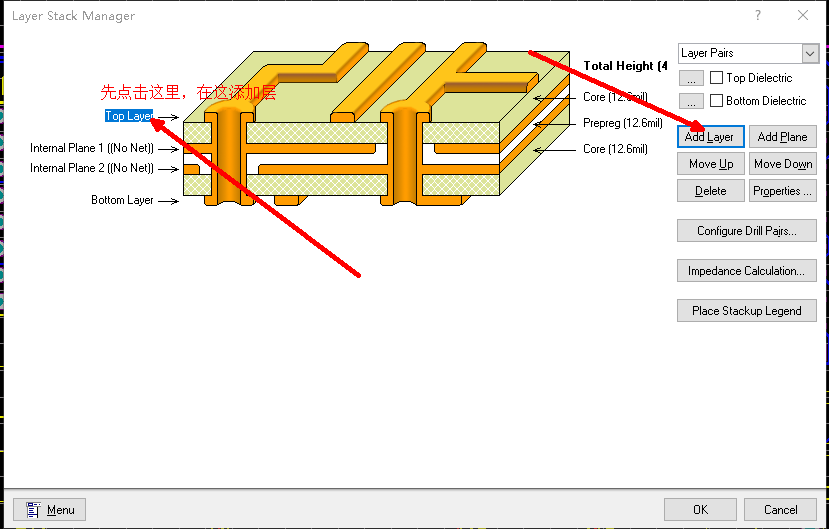 Layer Stack Manager
?
Total Height (4
Layer Pairs
... Top Dielectric
先点击这里，在这添加层
Core (12.6mil)
... Bottom Dielectric
Top Layer
Prepreg (12.6mil)
Add Layer Add Plane
Internal Plane 1 ((No Net))
Core (12.6mil)
Internal Plane 2 ((No Net))
Move Up Move Down
Bottom Layer
Delete Properties ...
Configure Drill Pairs...
Impedance Calculation...
Place Stackup Legend
Menu OK Cancel